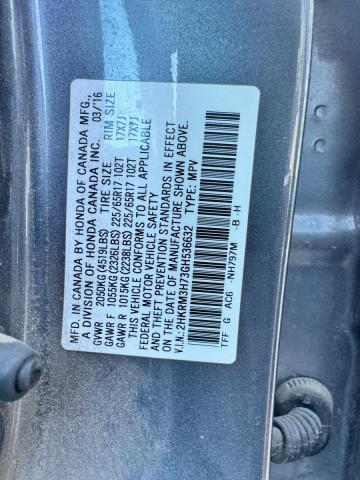 MFD. IN CANADA BY HONDA OF CANADA MFG.,
A DIVISION OF HONDA CANADA INC. 03/16
GVWR 2050KG(4519LBS) TIRE SIZE RIM SIZE
GAWR F 1055KG(2326LBS) 225/65R17 102T 17X7J
GAWR R 1015KG(2238LBS) 225/65R17 102T 17X7J
THIS VEHICLE CONFORMS TO ALL APPLICABLE
FEDERAL MOTOR VEHICLE SAFETY
AND THEFT PREVENTION STANDARDS IN EFFECT
ON THE DATE OF MANUFACTURE SHOWN ABOVE.
V.I.N.:2HKRM3H73GH536632 TYPE: MPV
TFF G AC6 -NH797M -B -H